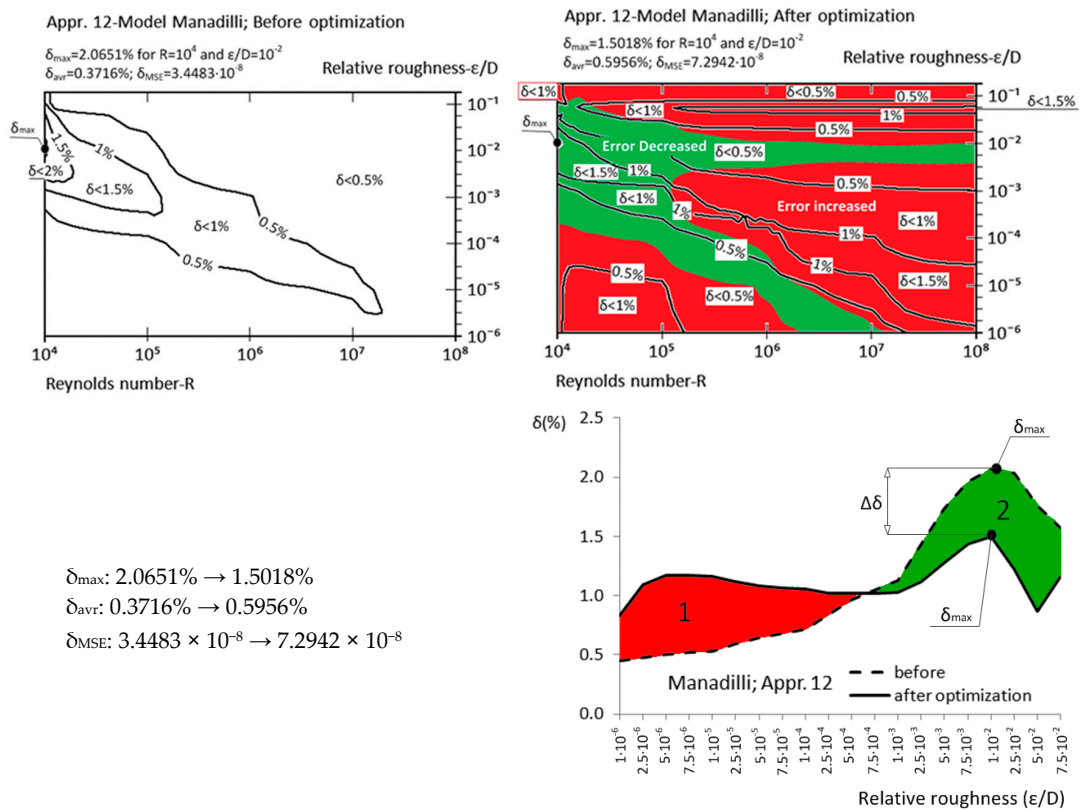 Appr. 12-Model Manadilli; Before optimization
δmax=2.0651% for R=10⁴ and ε/D=10⁻²
δavr=0.3716%; δMSE=3.4483·10⁻⁸
Relative roughness-ε/D
δmax
1.5%
1%
δ<2%
δ<1.5%
δ<0.5%
δ<1%
0.5%
0.5%
10⁻¹
10⁻²
10⁻³
10⁻⁴
10⁻⁵
10⁻⁶
10⁴ 10⁵ 10⁶ 10⁷ 10⁸
Reynolds number-R
Appr. 12-Model Manadilli; After optimization
δmax=1.5018% for R=10⁴ and ε/D=10⁻²
δavr=0.5956%; δMSE=7.2942·10⁻⁸
Relative roughness-ε/D
δ<1%
δ<0.5%
0.5%
δ<1.5%
δ<1%
1%
δmax
0.5%
Error Decreased
δ<0.5%
δ<1.5%
1%
0.5%
δ<1%
1%
Error increased
δ<1%
1%
0.5%
1%
0.5%
δ<1.5%
δ<1%
δ<0.5%
10⁻¹
10⁻²
10⁻³
10⁻⁴
10⁻⁵
10⁻⁶
10⁴ 10⁵ 10⁶ 10⁷ 10⁸
Reynolds number-R
δmax: 2.0651% → 1.5018%
δavr: 0.3716% → 0.5956%
δMSE: 3.4483 × 10⁻⁸ → 7.2942 × 10⁻⁸
δ(%)
2.5
2.0
1.5
1.0
0.5
0.0
δmax
Δδ
2
1
δmax
before
Manadilli; Appr. 12
after optimization
1·10⁻⁶
2.5·10⁻⁶
5·10⁻⁶
7.5·10⁻⁶
1·10⁻⁵
2.5·10⁻⁵
5·10⁻⁵
7.5·10⁻⁵
1·10⁻⁴
2.5·10⁻⁴
5·10⁻⁴
7.5·10⁻⁴
1·10⁻³
2.5·10⁻³
5·10⁻³
7.5·10⁻³
1·10⁻²
2.5·10⁻²
5·10⁻²
7.5·10⁻²
Relative roughness (ε/D)